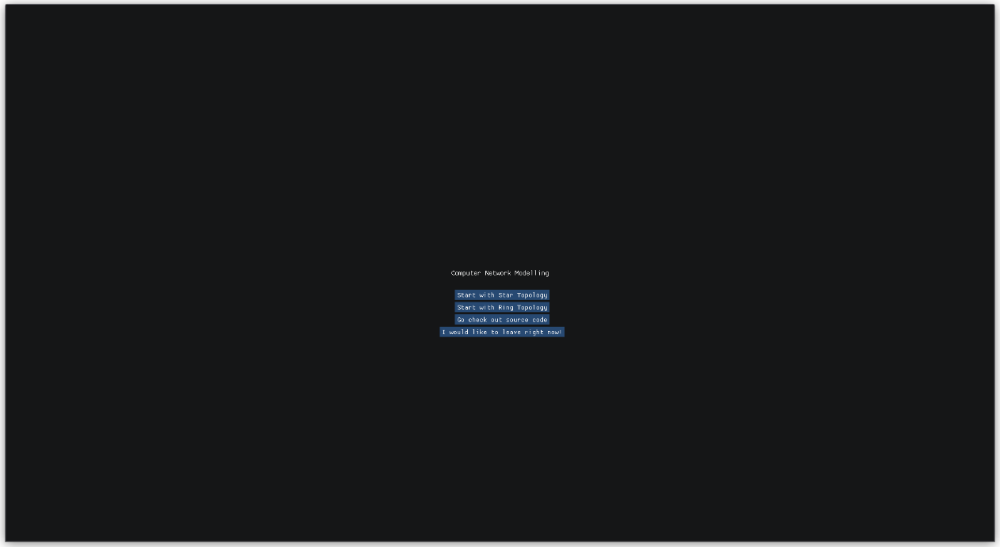 Computer Network Modelling
Start with Star Topology
Start with Ring Topology
Go check out source code
I would like to leave right now!